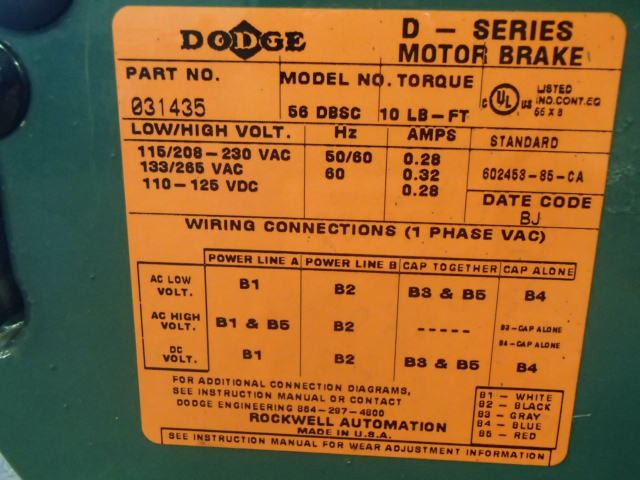 DODGE
D - SERIES
MOTOR BRAKE
PART NO. MODEL NO. TORQUE
031435 56 DBSC 10 LB-FT
C UL US LISTED
IND.CONT.EQ
56 X 8
LOW/HIGH VOLT. Hz AMPS STANDARD
115/208-230 VAC 50/60 0.28
133/265 VAC 60 0.32 602453-85-CA
110-125 VDC 0.28
DATE CODE
BJ
WIRING CONNECTIONS (1 PHASE VAC)
POWER LINE A POWER LINE B CAP TOGETHER CAP ALONE
AC LOW VOLT. B1 B2 B3 & B5 B4
AC HIGH VOLT. B1 & B5 B2 ----- B3-CAP ALONE
B4-CAP ALONE
DC VOLT. B1 B2 B3 & B5 B4
FOR ADDITIONAL CONNECTION DIAGRAMS,
SEE INSTRUCTION MANUAL OR CONTACT
DODGE ENGINEERING 864-297-4800
ROCKWELL AUTOMATION
MADE IN U.S.A.
B1 - WHITE
B2 - BLACK
B3 - GRAY
B4 - BLUE
B5 - RED
SEE INSTRUCTION MANUAL FOR WEAR ADJUSTMENT INFORMATION